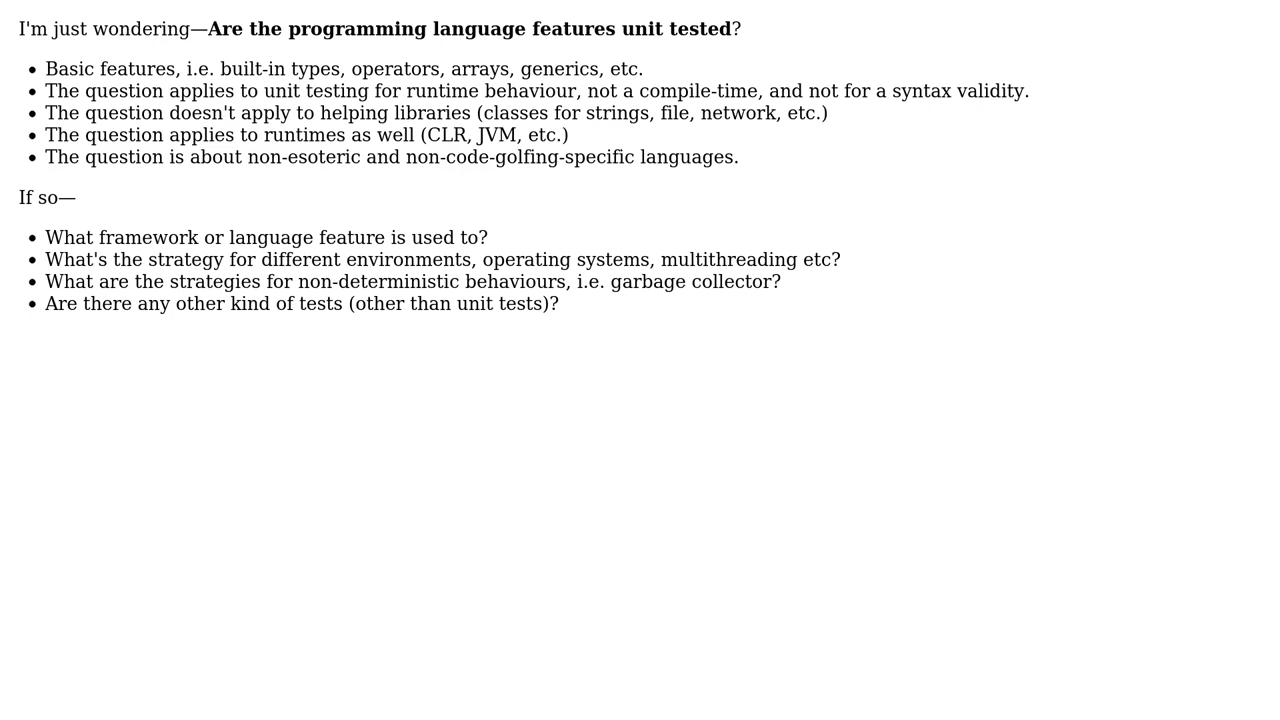 I'm just wondering—Are the programming language features unit tested?
• Basic features, i.e. built-in types, operators, arrays, generics, etc.
• The question applies to unit testing for runtime behaviour, not a compile-time, and not for a syntax validity.
• The question doesn't apply to helping libraries (classes for strings, file, network, etc.)
• The question applies to runtimes as well (CLR, JVM, etc.)
• The question is about non-esoteric and non-code-golfing-specific languages.
If so—
• What framework or language feature is used to?
• What's the strategy for different environments, operating systems, multithreading etc?
• What are the strategies for non-deterministic behaviours, i.e. garbage collector?
• Are there any other kind of tests (other than unit tests)?